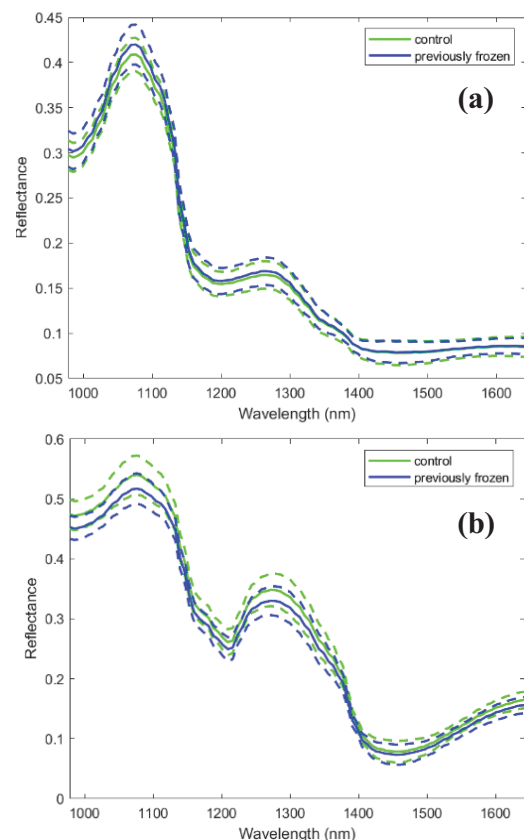 0.45
control
previously frozen
0.4
(a)
0.35
0.3
Reflectance
0.25
0.2
0.15
0.1
0.05
1000 1100 1200 1300 1400 1500 1600
Wavelength (nm)
0.6
control
previously frozen
0.5
(b)
0.4
Reflectance
0.3
0.2
0.1
0
1000 1100 1200 1300 1400 1500 1600
Wavelength (nm)